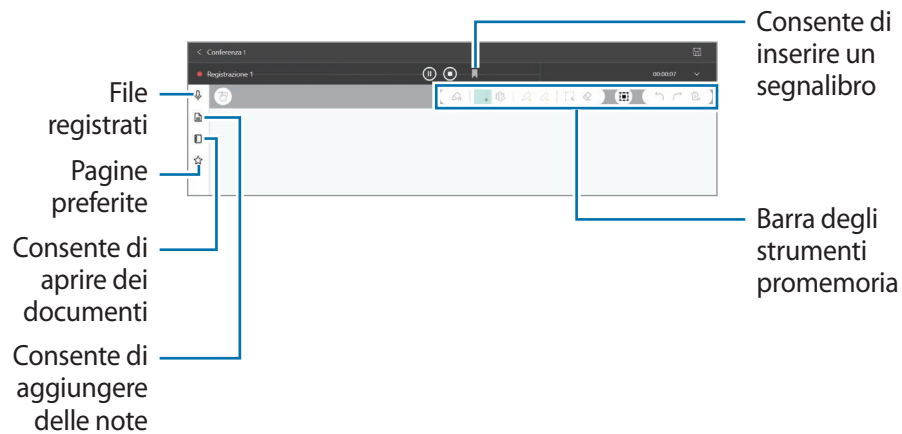 Consente di
inserire un
segnalibro
Conferenza 1
Registrazione 1
00:00:07
File
registrati
Pagine
preferite
Consente di
aprire dei
documenti
Consente di
aggiungere
delle note
Barra degli
strumenti
promemoria